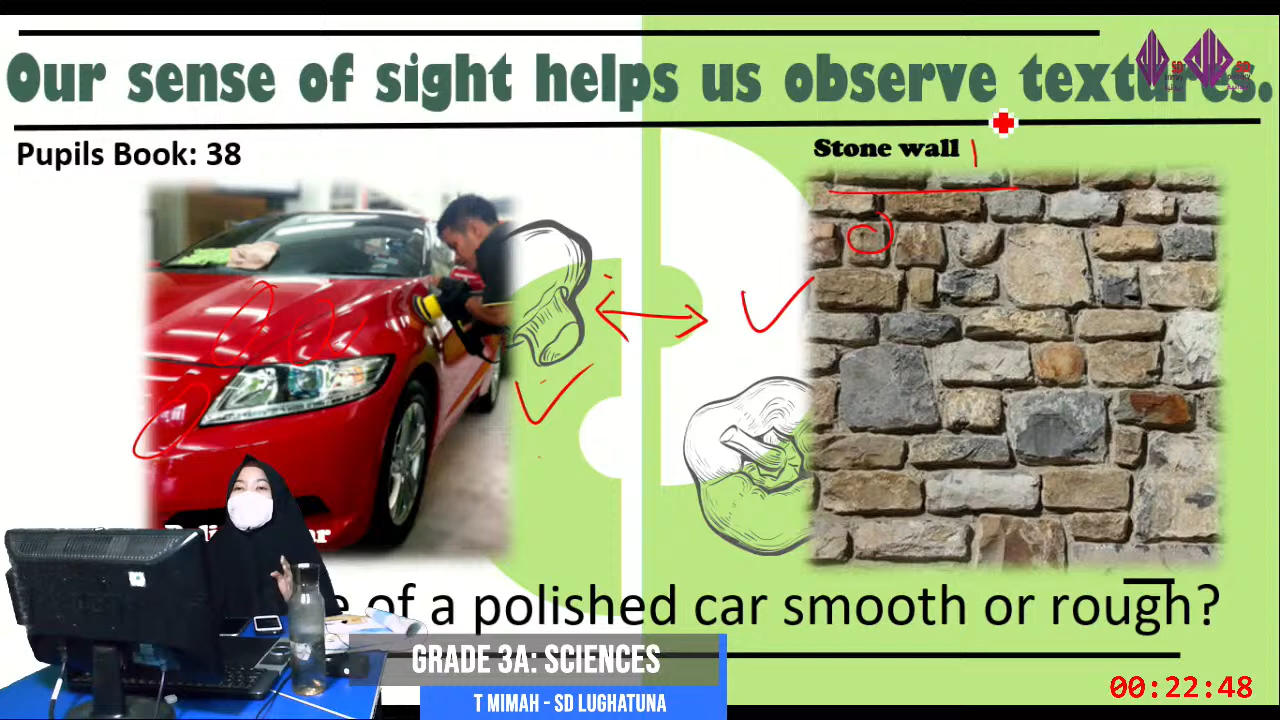 Our sense of sight helps us observe textures.
Pupils Book: 38
Stone wall
of a polished car smooth or rough?
GRADE 3A: SCIENCES
T MIMAH - SD LUGHATUNA
00:22:48